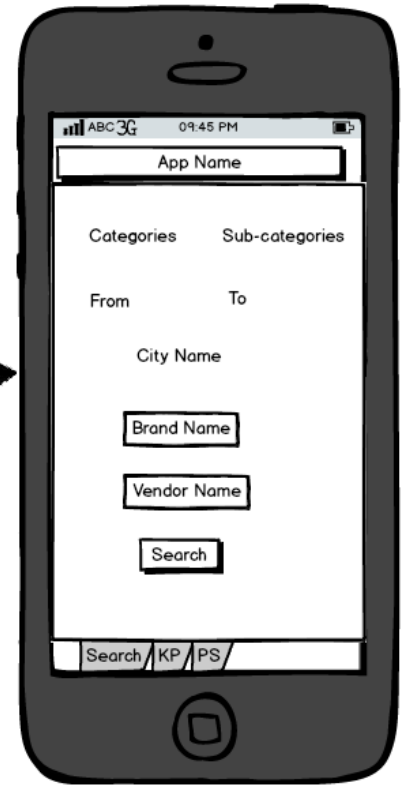 ABC 3G 09:45 PM
App Name
Categories Sub-categories
From To
City Name
Brand Name
Vendor Name
Search
Search KP PS